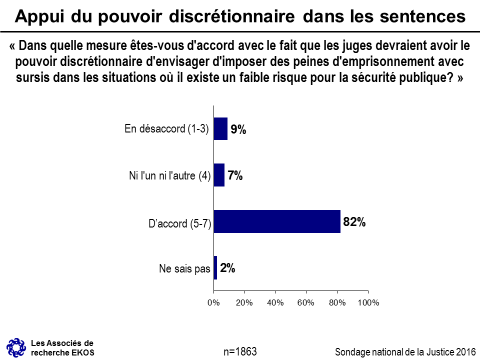 Appui du pouvoir discrétionnaire dans les sentences
« Dans quelle mesure êtes-vous d'accord avec le fait que les juges devraient avoir le
pouvoir discrétionnaire d'envisager d'imposer des peines d'emprisonnement avec
sursis dans les situations où il existe un faible risque pour la sécurité publique? »
En désaccord (1-3) 9%
Ni l'un ni l'autre (4) 7%
D'accord (5-7) 82%
Ne sais pas 2%
0% 20% 40% 60% 80% 100%
Les Associés de
recherche EKOS
n=1863
Sondage national de la Justice 2016